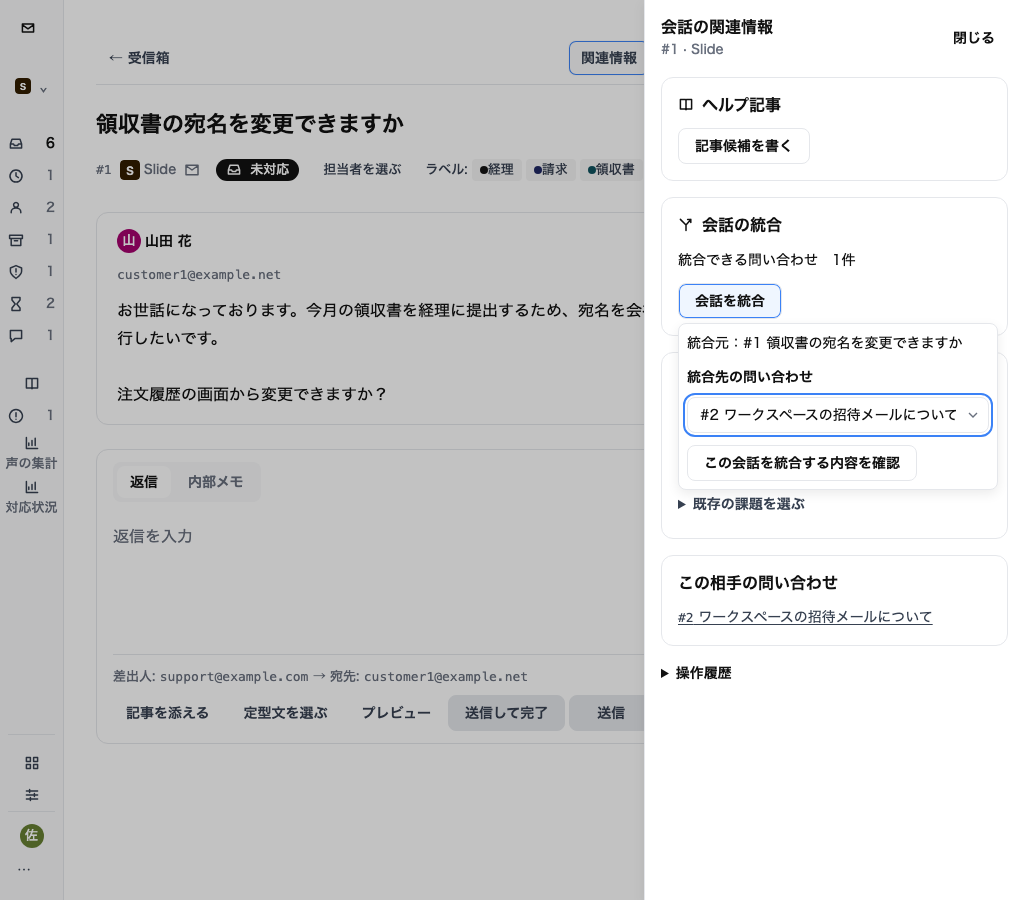 S
6
1
2
1
1
2
1
1
声の集計
対応状況
佐
…
← 受信箱
関連情報
領収書の宛名を変更できますか
#1 S Slide 未対応 担当者を選ぶ ラベル: 経理 請求 領収書
山 山田 花
customer1@example.net
お世話になっております。今月の領収書を経理に提出するため、宛名を会
行したいです。
注文履歴の画面から変更できますか？
返信 内部メモ
返信を入力
差出人: support@example.com → 宛先: customer1@example.net
記事を添える 定型文を選ぶ プレビュー 送信して完了 送信
会話の関連情報
#1 · Slide
閉じる
ヘルプ記事
記事候補を書く
会話の統合
統合できる問い合わせ 1件
会話を統合
統合元：#1 領収書の宛名を変更できますか
統合先の問い合わせ
#2 ワークスペースの招待メールについて
この会話を統合する内容を確認
▶ 既存の課題を選ぶ
この相手の問い合わせ
#2 ワークスペースの招待メールについて
▶ 操作履歴